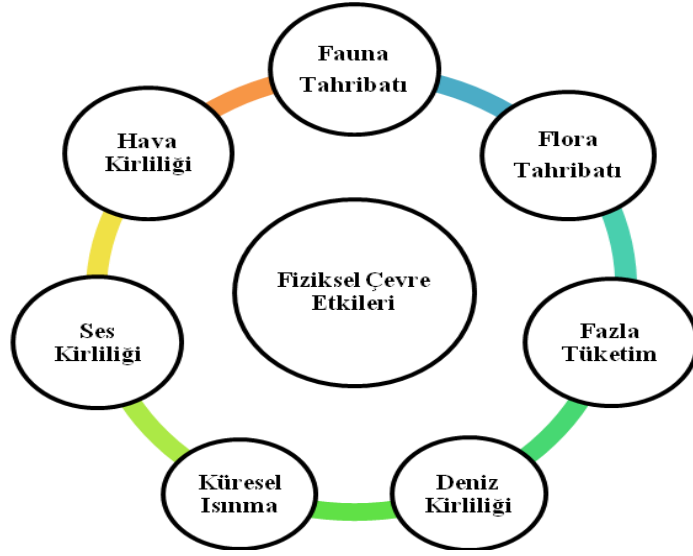 Fauna
Tahribatı
Flora
Tahribatı
Fazla
Tüketim
Deniz
Kirliliği
Küresel
Isınma
Ses
Kirliliği
Hava
Kirliliği
Fiziksel Çevre
Etkileri